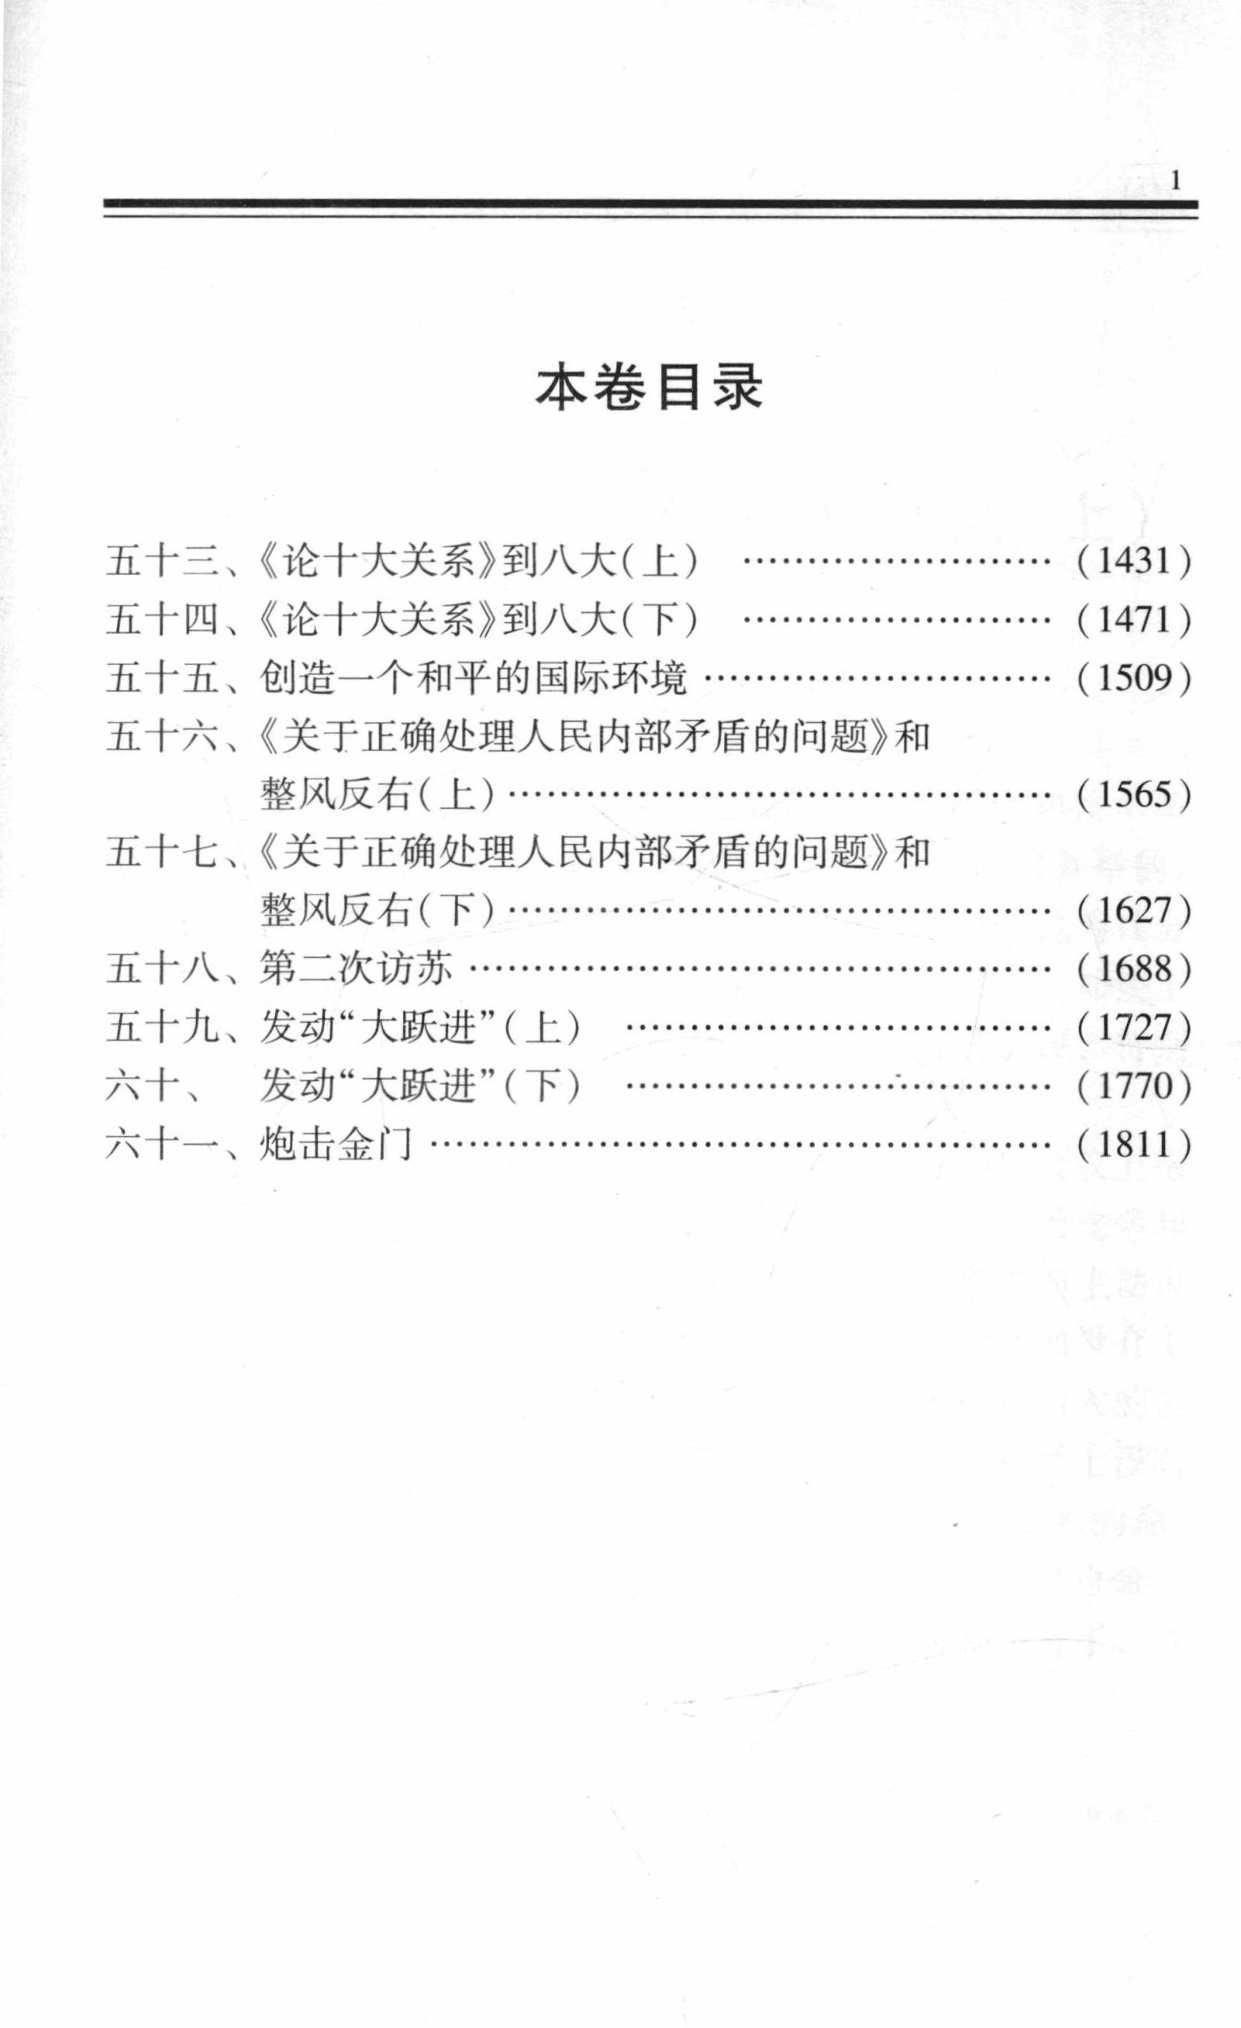 1
本卷目录
五十三、《论十大关系》到八大(上) …………………… (1431)
五十四、《论十大关系》到八大(下) …………………… (1471)
五十五、创造一个和平的国际环境 ……………………… (1509)
五十六、《关于正确处理人民内部矛盾的问题》和
整风反右(上) …………………………………… (1565)
五十七、《关于正确处理人民内部矛盾的问题》和
整风反右(下) …………………………………… (1627)
五十八、第二次访苏 ……………………………………… (1688)
五十九、发动“大跃进”(上) …………………………… (1727)
六十、 发动“大跃进”(下) …………………………… (1770)
六十一、炮击金门 ………………………………………… (1811)